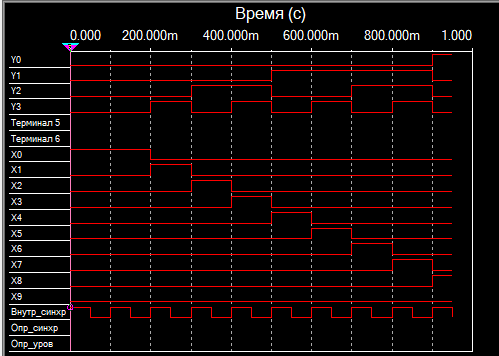 Время (с)
0.000 200.000m 400.000m 600.000m 800.000m 1.000
Y0
Y1
Y2
Y3
Терминал 5
Терминал 6
X0
X1
X2
X3
X4
X5
X6
X7
X8
X9
Внутр_синхр
Опр_синхр
Опр_уров